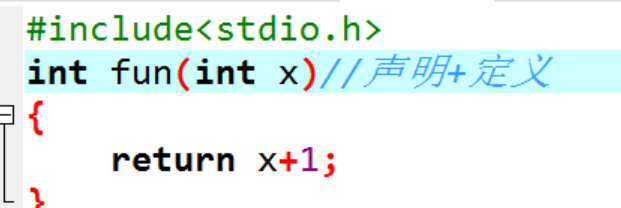 #include<stdio.h>
int fun(int x)//声明+定义
{
return x+1;
}